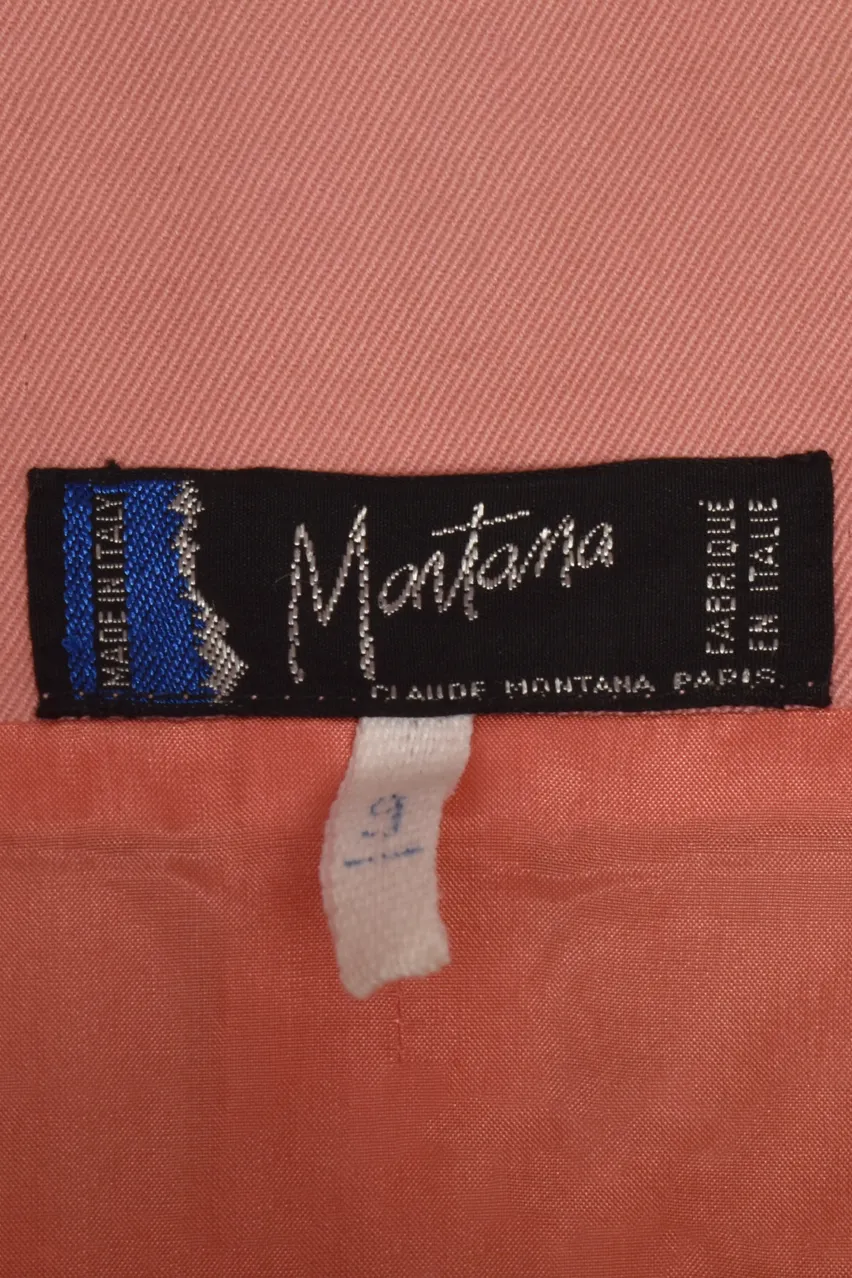 MADE IN ITALY
Montana
CLAUDE MONTANA PARIS
FABRIQUÉ
EN ITALIE
9